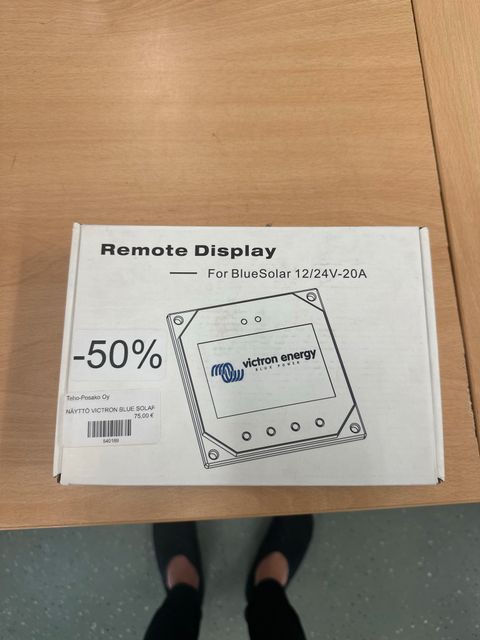 Remote Display
For BlueSolar 12/24V-20A
victron energy
BLUE POWER
-50%
Teho-Posako Oy
NÄYTTÖ VICTRON BLUE SOLAR
75,00 €
540189